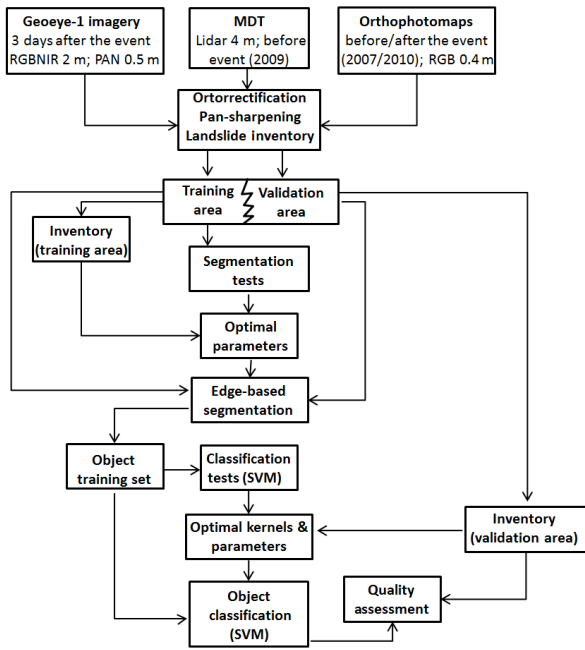 Geoeye-1 imagery
3 days after the event
RGBNIR 2 m; PAN 0.5 m
MDT
Lidar 4 m; before
event (2009)
Orthophotomaps
before/after the event
(2007/2010); RGB 0.4 m
Ortorrectification
Pan-sharpening
Landslide inventory
Training
area
Validation
area
Inventory
(training area)
Segmentation
tests
Optimal
parameters
Edge-based
segmentation
Object
training set
Classification
tests (SVM)
Optimal kernels &
parameters
Inventory
(validation area)
Object
classification
(SVM)
Quality
assessment